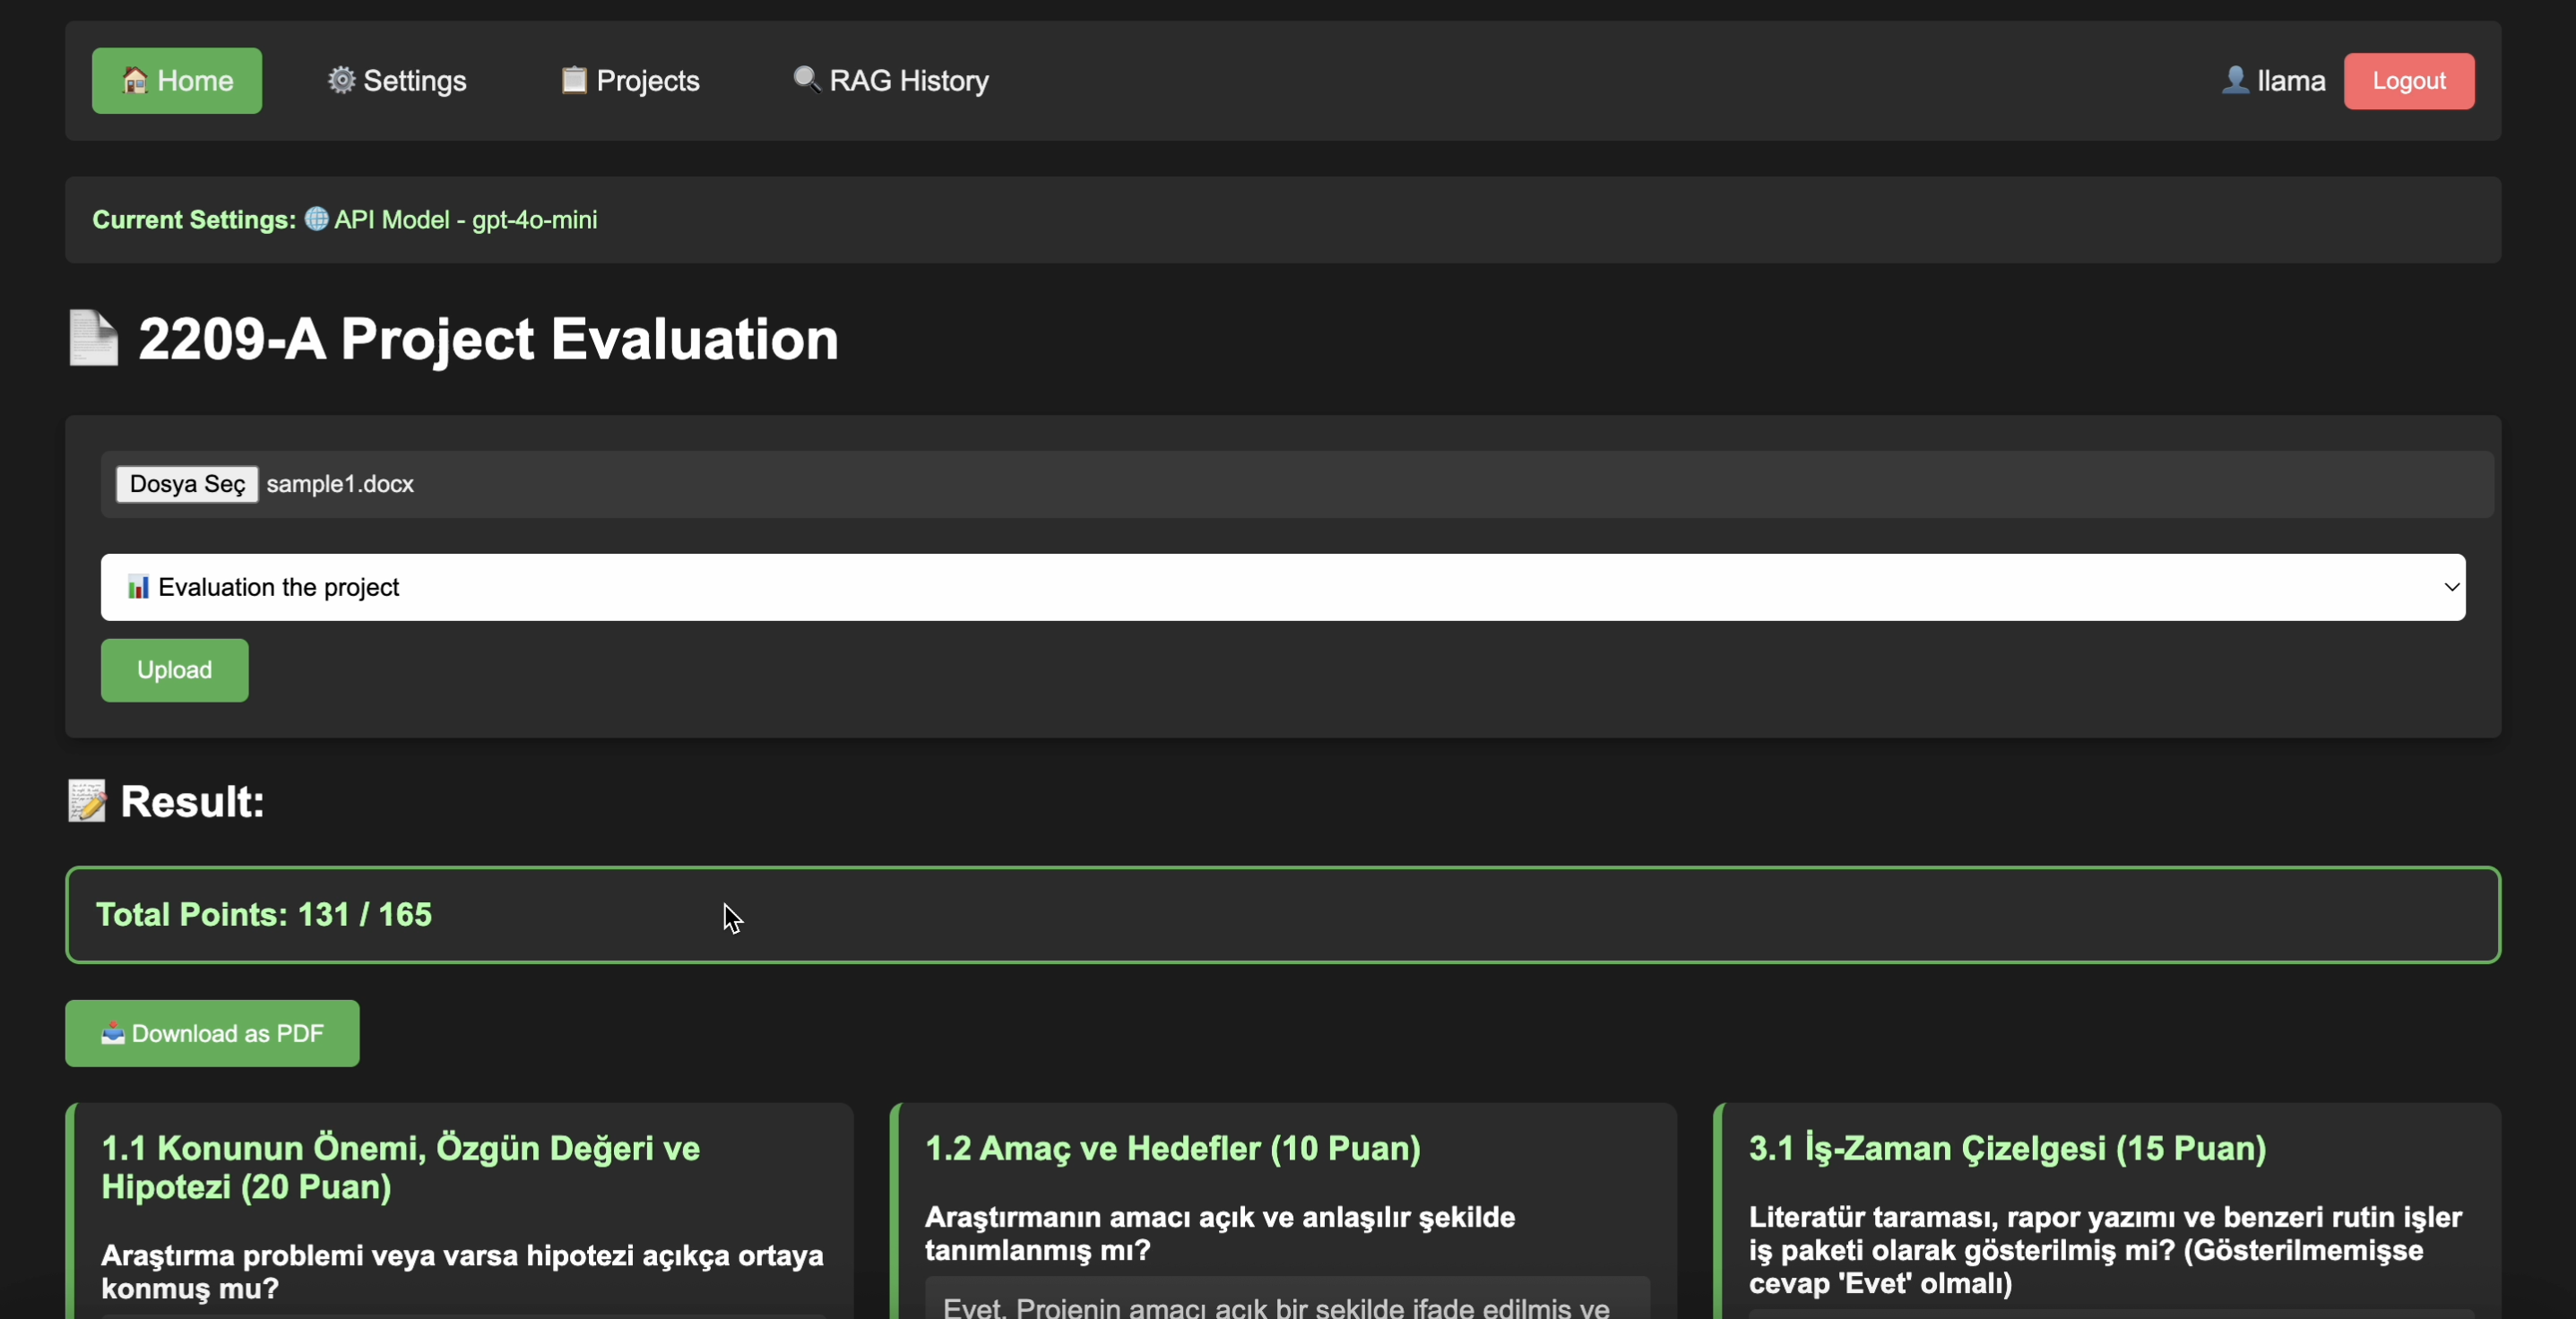 Home
Settings
Projects
RAG History
llama
Logout
Current Settings: API Model - gpt-4o-mini
2209-A Project Evaluation
Dosya Seç sample1.docx
Evaluation the project
Upload
Result:
Total Points: 131 / 165
Download as PDF
1.1 Konunun Önemi, Özgün Değeri ve
Hipotezi (20 Puan)
Araştırma problemi veya varsa hipotezi açıkça ortaya
konmuş mu?
1.2 Amaç ve Hedefler (10 Puan)
Araştırmanın amacı açık ve anlaşılır şekilde
tanımlanmış mı?
Evet. Projenin amacı açık bir şekilde ifade edilmiş ve
3.1 İş-Zaman Çizelgesi (15 Puan)
Literatür taraması, rapor yazımı ve benzeri rutin işler
iş paketi olarak gösterilmiş mi? (Gösterilmemişse
cevap 'Evet' olmalı)